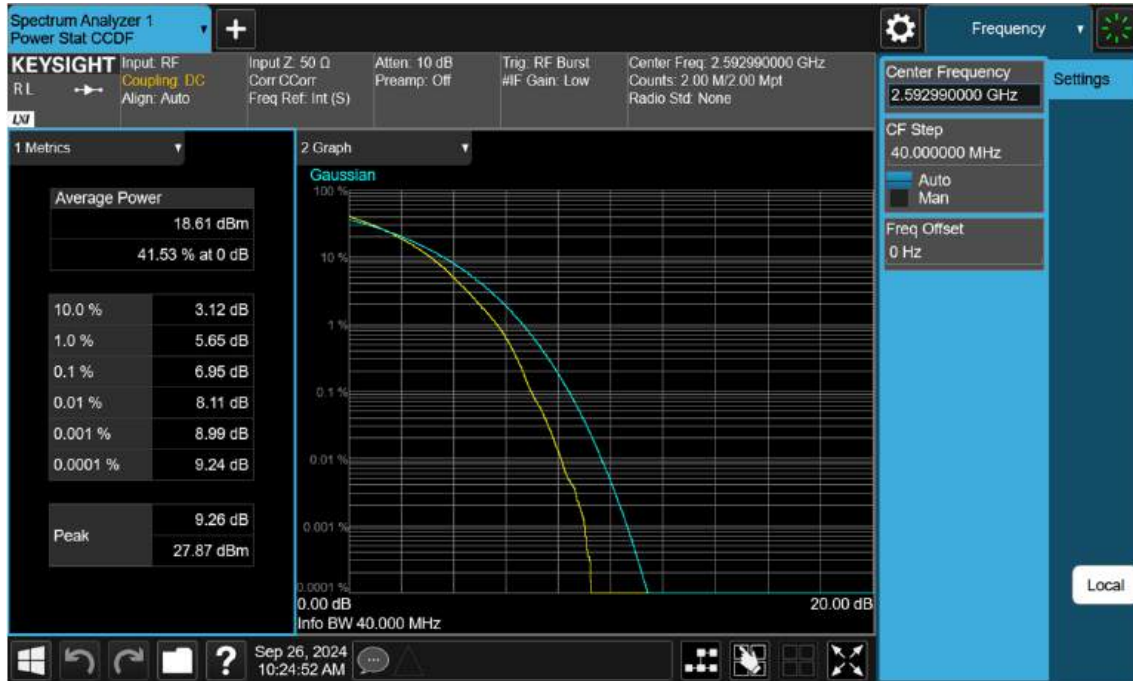 Spectrum Analyzer 1
Power Stat CCDF
Frequency
KEYSIGHT
R L
LXI
Input: RF
Coupling: DC
Align: Auto
Input Z: 50 Ω
Corr CCorr
Freq Ref: Int (S)
Atten: 10 dB
Preamp: Off
Trig: RF Burst
#IF Gain: Low
Center Freq: 2.592990000 GHz
Counts: 2.00 M/2.00 Mpt
Radio Std: None
Center Frequency
2.592990000 GHz
Settings
CF Step
40.000000 MHz
Auto
Man
Freq Offset
0 Hz
1 Metrics
Average Power
18.61 dBm
41.53 % at 0 dB
10.0 % 3.12 dB
1.0 % 5.65 dB
0.1 % 6.95 dB
0.01 % 8.11 dB
0.001 % 8.99 dB
0.0001 % 9.24 dB
Peak 9.26 dB
27.87 dBm
2 Graph
Gaussian
100 %
10 %
1 %
0.1 %
0.01 %
0.001 %
0.0001 %
0.00 dB 20.00 dB
Info BW 40.000 MHz
Local
?
Sep 26, 2024
10:24:52 AM